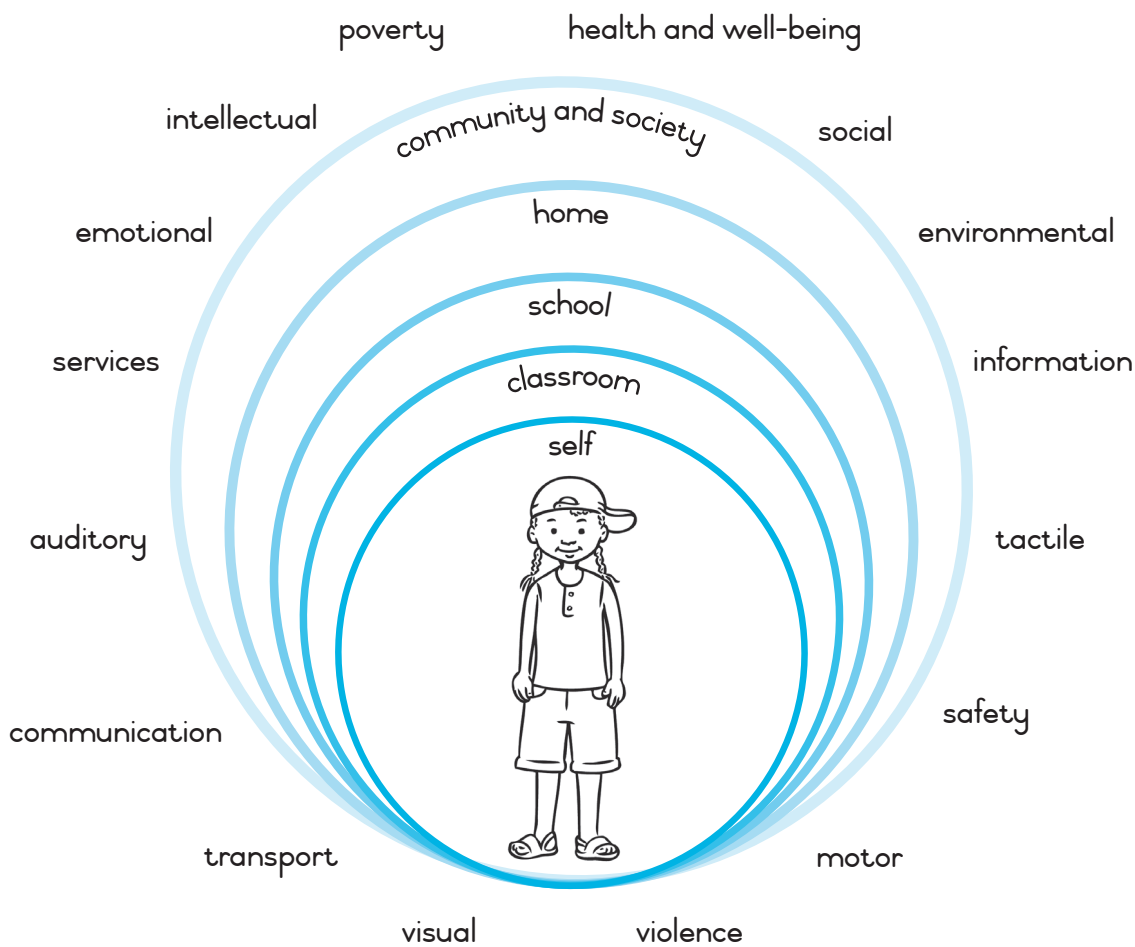 poverty
health and well-being
intellectual
community and society
social
home
emotional
environmental
school
services
information
classroom
self
auditory
tactile
communication
safety
transport
motor
visual
violence